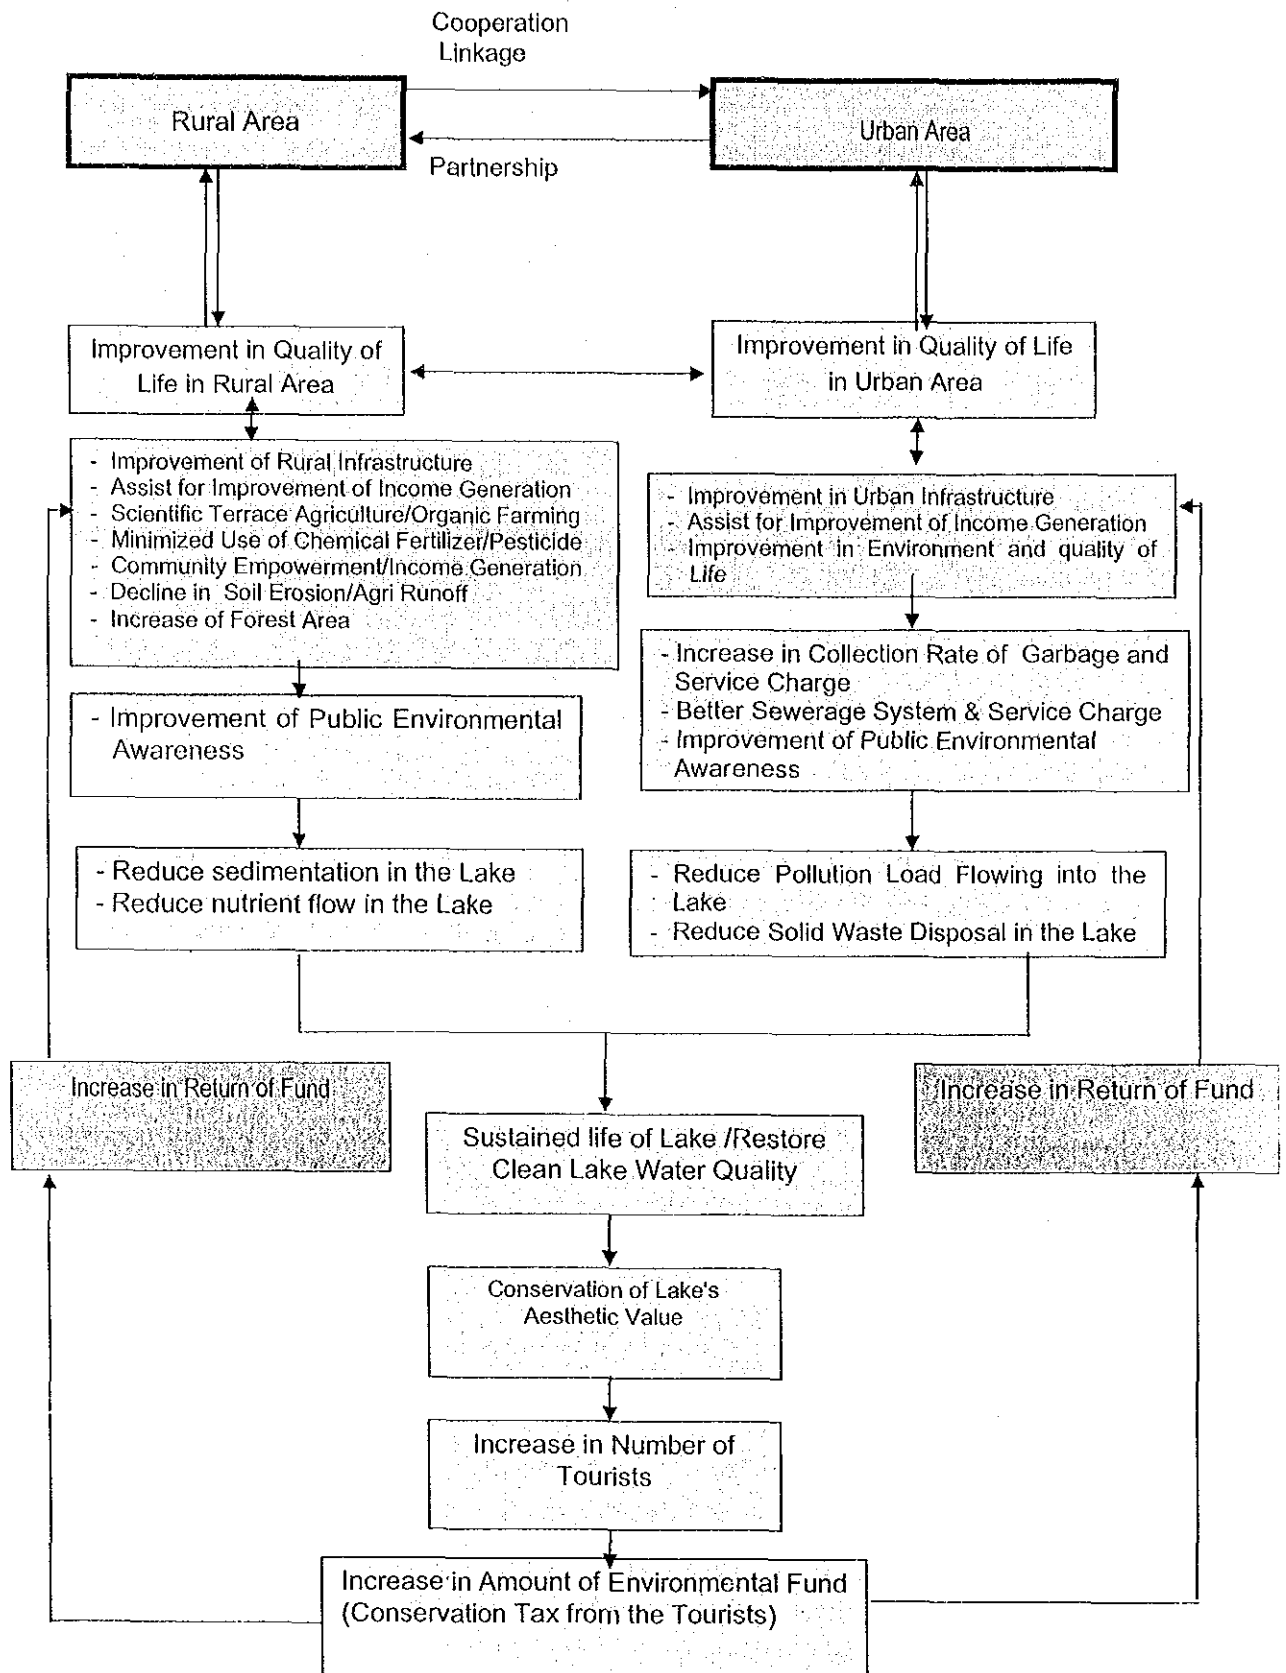 Cooperation
Linkage
Rural Area
Urban Area
Partnership
Improvement in Quality of
Life in Rural Area
Improvement in Quality of Life
in Urban Area
- Improvement of Rural Infrastructure
- Assist for Improvement of Income Generation
- Scientific Terrace Agriculture/Organic Farming
- Minimized Use of Chemical Fertilizer/Pesticide
- Community Empowerment/Income Generation
- Decline in Soil Erosion/Agri Runoff
- Increase of Forest Area
- Improvement in Urban Infrastructure
- Assist for Improvement of Income Generation
- Improvement in Environment and quality of
Life
- Improvement of Public Environmental
Awareness
- Increase in Collection Rate of Garbage and
Service Charge
- Better Sewerage System & Service Charge
- Improvement of Public Environmental
Awareness
- Reduce sedimentation in the Lake
- Reduce nutrient flow in the Lake
- Reduce Pollution Load Flowing into the
Lake
- Reduce Solid Waste Disposal in the Lake
Increase in Return of Fund
Increase in Return of Fund
Sustained life of Lake /Restore
Clean Lake Water Quality
Conservation of Lake's
Aesthetic Value
Increase in Number of
Tourists
Increase in Amount of Environmental Fund
(Conservation Tax from the Tourists)